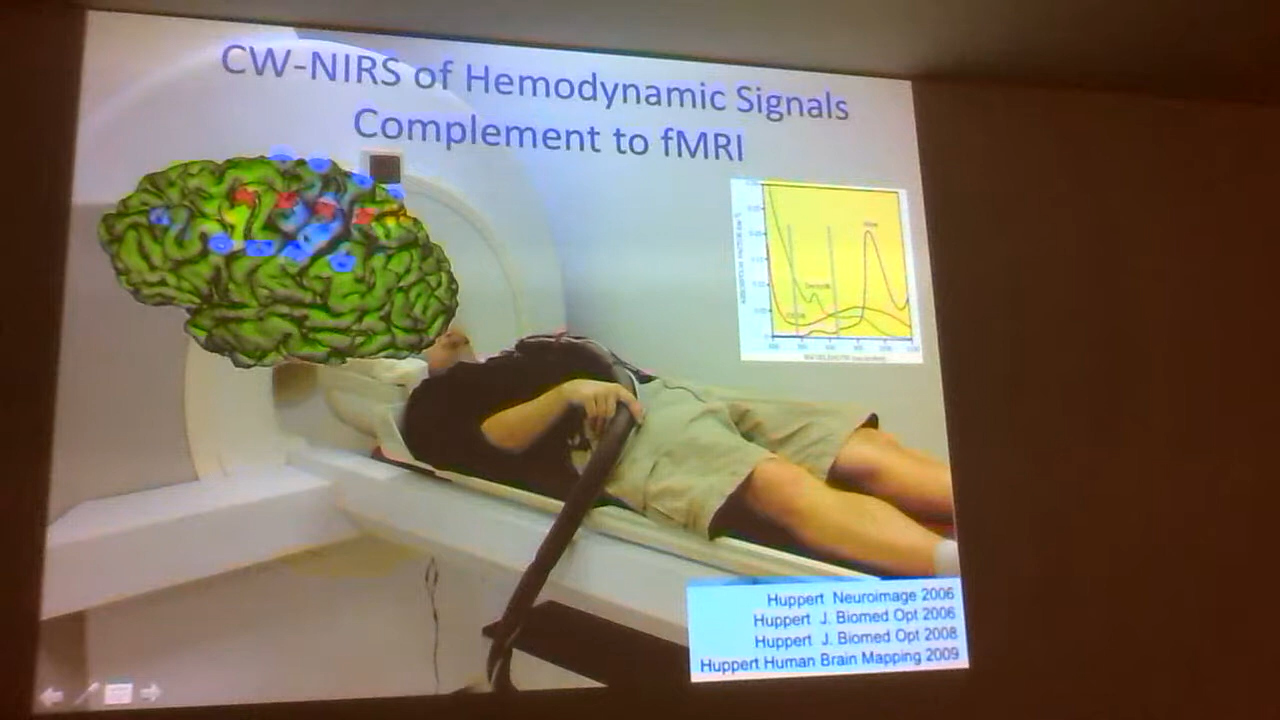 CW-NIRS of Hemodynamic Signals
Complement to fMRI
Huppert Neuroimage 2006
Huppert J. Biomed Opt 2006
Huppert J. Biomed Opt 2008
Huppert Human Brain Mapping 2009